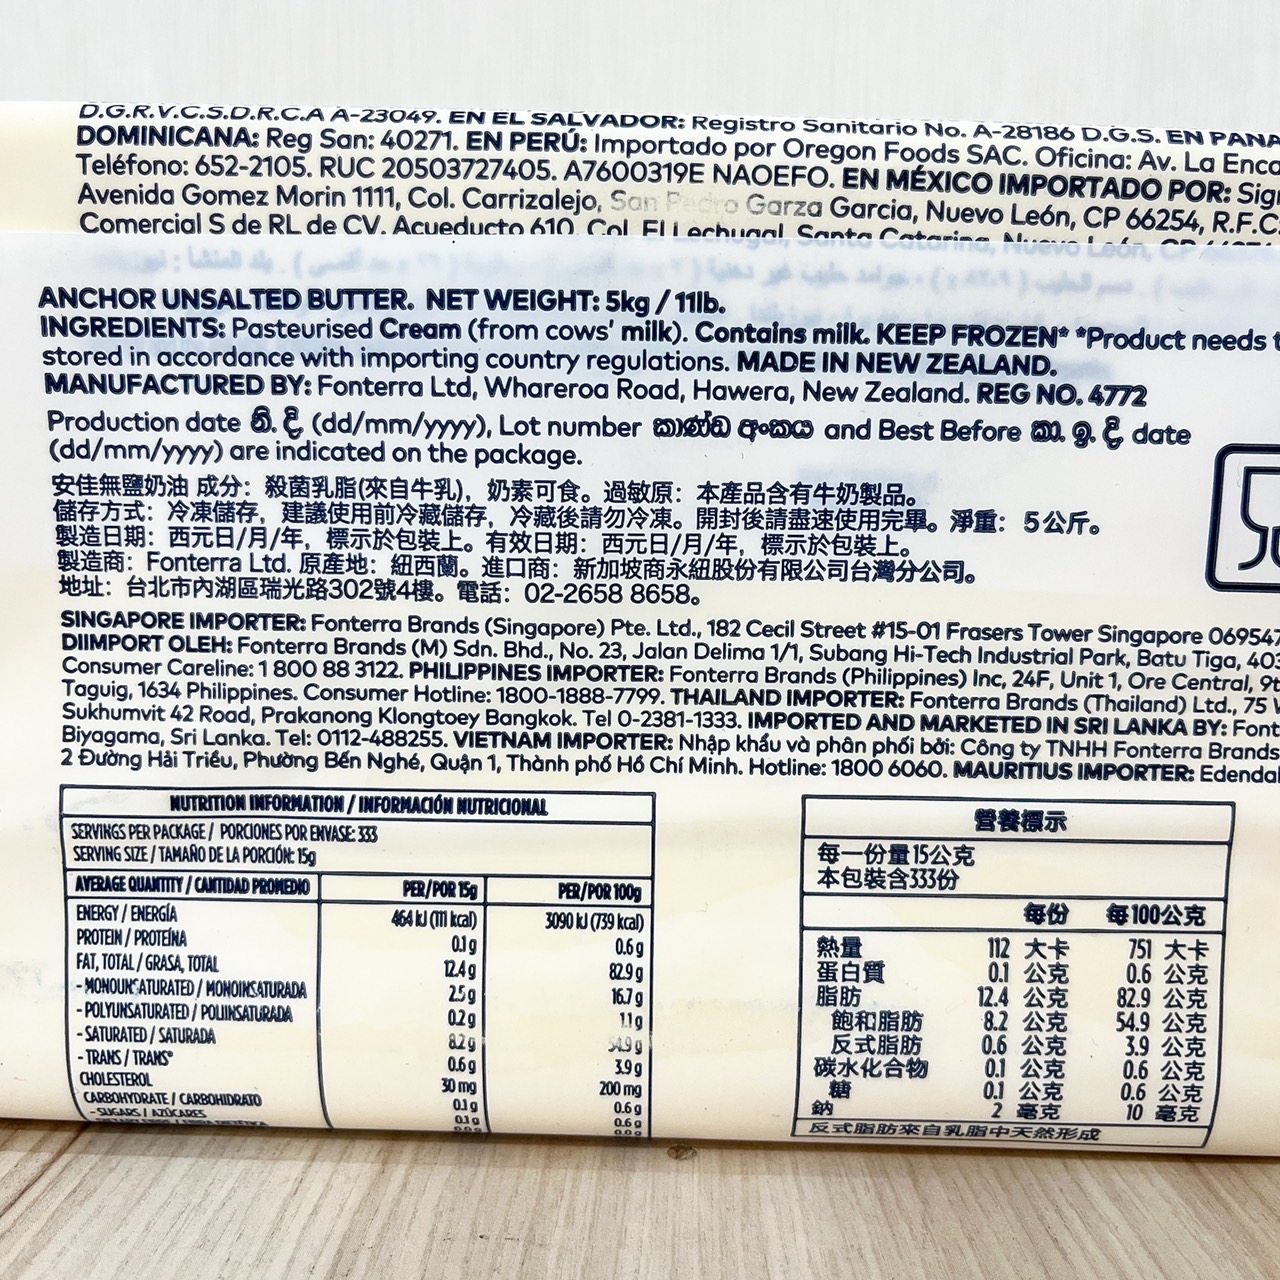 D.G.R.V.C.S.D.R.C.A A-23049. EN EL SALVADOR: Registro Sanitario No. A-28186 D.G.S. EN PANA
DOMINICANA: Reg San: 40271. EN PERÚ: Importado por Oregon Foods SAC. Oficina: Av. La Enca
Teléfono: 652-2105. RUC 20503727405. A7600319E NAOEFO. EN MÉXICO IMPORTADO POR: Sig
Avenida Gomez Morin 1111, Col. Carrizalejo, San Pedro Garza Garcia, Nuevo León, CP 66254, R.F.C.
Comercial S de RL de CV. Acueducto 610, Col. El Lechugal, Santa Catarina, Nuevo León, CP
ANCHOR UNSALTED BUTTER. NET WEIGHT: 5kg / 11lb.
INGREDIENTS: Pasteurised Cream (from cows' milk). Contains milk. KEEP FROZEN* *Product needs t
stored in accordance with importing country regulations. MADE IN NEW ZEALAND.
MANUFACTURED BY: Fonterra Ltd, Whareroa Road, Hawera, New Zealand. REG NO. 4772
Production date නි. දි. (dd/mm/yyyy), Lot number කාණ්ඩ අංකය and Best Before කා. ඉ. දි date
(dd/mm/yyyy) are indicated on the package.
安佳無鹽奶油 成分：殺菌乳脂(來自牛乳)，奶素可食。過敏原：本產品含有牛奶製品。
儲存方式：冷凍儲存，建議使用前冷藏儲存，冷藏後請勿冷凍。開封後請盡速使用完畢。淨重：5公斤。
製造日期：西元日/月/年，標示於包裝上。有效日期：西元日/月/年，標示於包裝上。
製造商：Fonterra Ltd. 原產地：紐西蘭。進口商：新加坡商永紐股份有限公司台灣分公司。
地址：台北市內湖區瑞光路302號4樓。電話：02-2658 8658。
SINGAPORE IMPORTER: Fonterra Brands (Singapore) Pte. Ltd., 182 Cecil Street #15-01 Frasers Tower Singapore 069547
DIIMPORT OLEH: Fonterra Brands (M) Sdn. Bhd., No. 23, Jalan Delima 1/1, Subang Hi-Tech Industrial Park, Batu Tiga, 40
Consumer Careline: 1 800 88 3122. PHILIPPINES IMPORTER: Fonterra Brands (Philippines) Inc, 24F, Unit 1, Ore Central, 9t
Taguig, 1634 Philippines. Consumer Hotline: 1800-1888-7799. THAILAND IMPORTER: Fonterra Brands (Thailand) Ltd., 75
Sukhumvit 42 Road, Prakanong Klongtoey Bangkok. Tel 0-2381-1333. IMPORTED AND MARKETED IN SRI LANKA BY: Font
Biyagama, Sri Lanka. Tel: 0112-488255. VIETNAM IMPORTER: Nhập khẩu và phân phối bởi: Công ty TNHH Fonterra Brands
2 Đường Hải Triều, Phường Bến Nghé, Quận 1, Thành phố Hồ Chí Minh. Hotline: 1800 6060. MAURITIUS IMPORTER: Edendal
NUTRITION INFORMATION / INFORMACIÓN NUTRICIONAL
SERVINGS PER PACKAGE / PORCIONES POR ENVASE: 333
SERVING SIZE / TAMAÑO DE LA PORCIÓN: 15g
AVERAGE QUANTITY / CANTIDAD PROMEDIO PER/POR 15g PER/POR 100g
ENERGY / ENERGÍA 464 kJ (111 kcal) 3090 kJ (739 kcal)
PROTEIN / PROTEÍNA 0.1 g 0.6 g
FAT, TOTAL / GRASA, TOTAL 12.4 g 82.9 g
- MONOUNSATURATED / MONOINSATURADA 2.5 g 16.7 g
- POLYUNSATURATED / POLIINSATURADA 0.2 g 1.1 g
- SATURATED / SATURADA 8.2 g 54.9 g
- TRANS / TRANS° 0.6 g 3.9 g
CHOLESTEROL 30 mg 200 mg
CARBOHYDRATE / CARBOHIDRATO 0.1 g 0.6 g
- SUGARS / AZÚCARES 0.1 g 0.6 g
營養標示
每一份量15公克
本包裝含333份
每份 每100公克
熱量 112 大卡 751 大卡
蛋白質 0.1 公克 0.6 公克
脂肪 12.4 公克 82.9 公克
飽和脂肪 8.2 公克 54.9 公克
反式脂肪 0.6 公克 3.9 公克
碳水化合物 0.1 公克 0.6 公克
糖 0.1 公克 0.6 公克
鈉 2 毫克 10 毫克
反式脂肪來自乳脂中天然形成